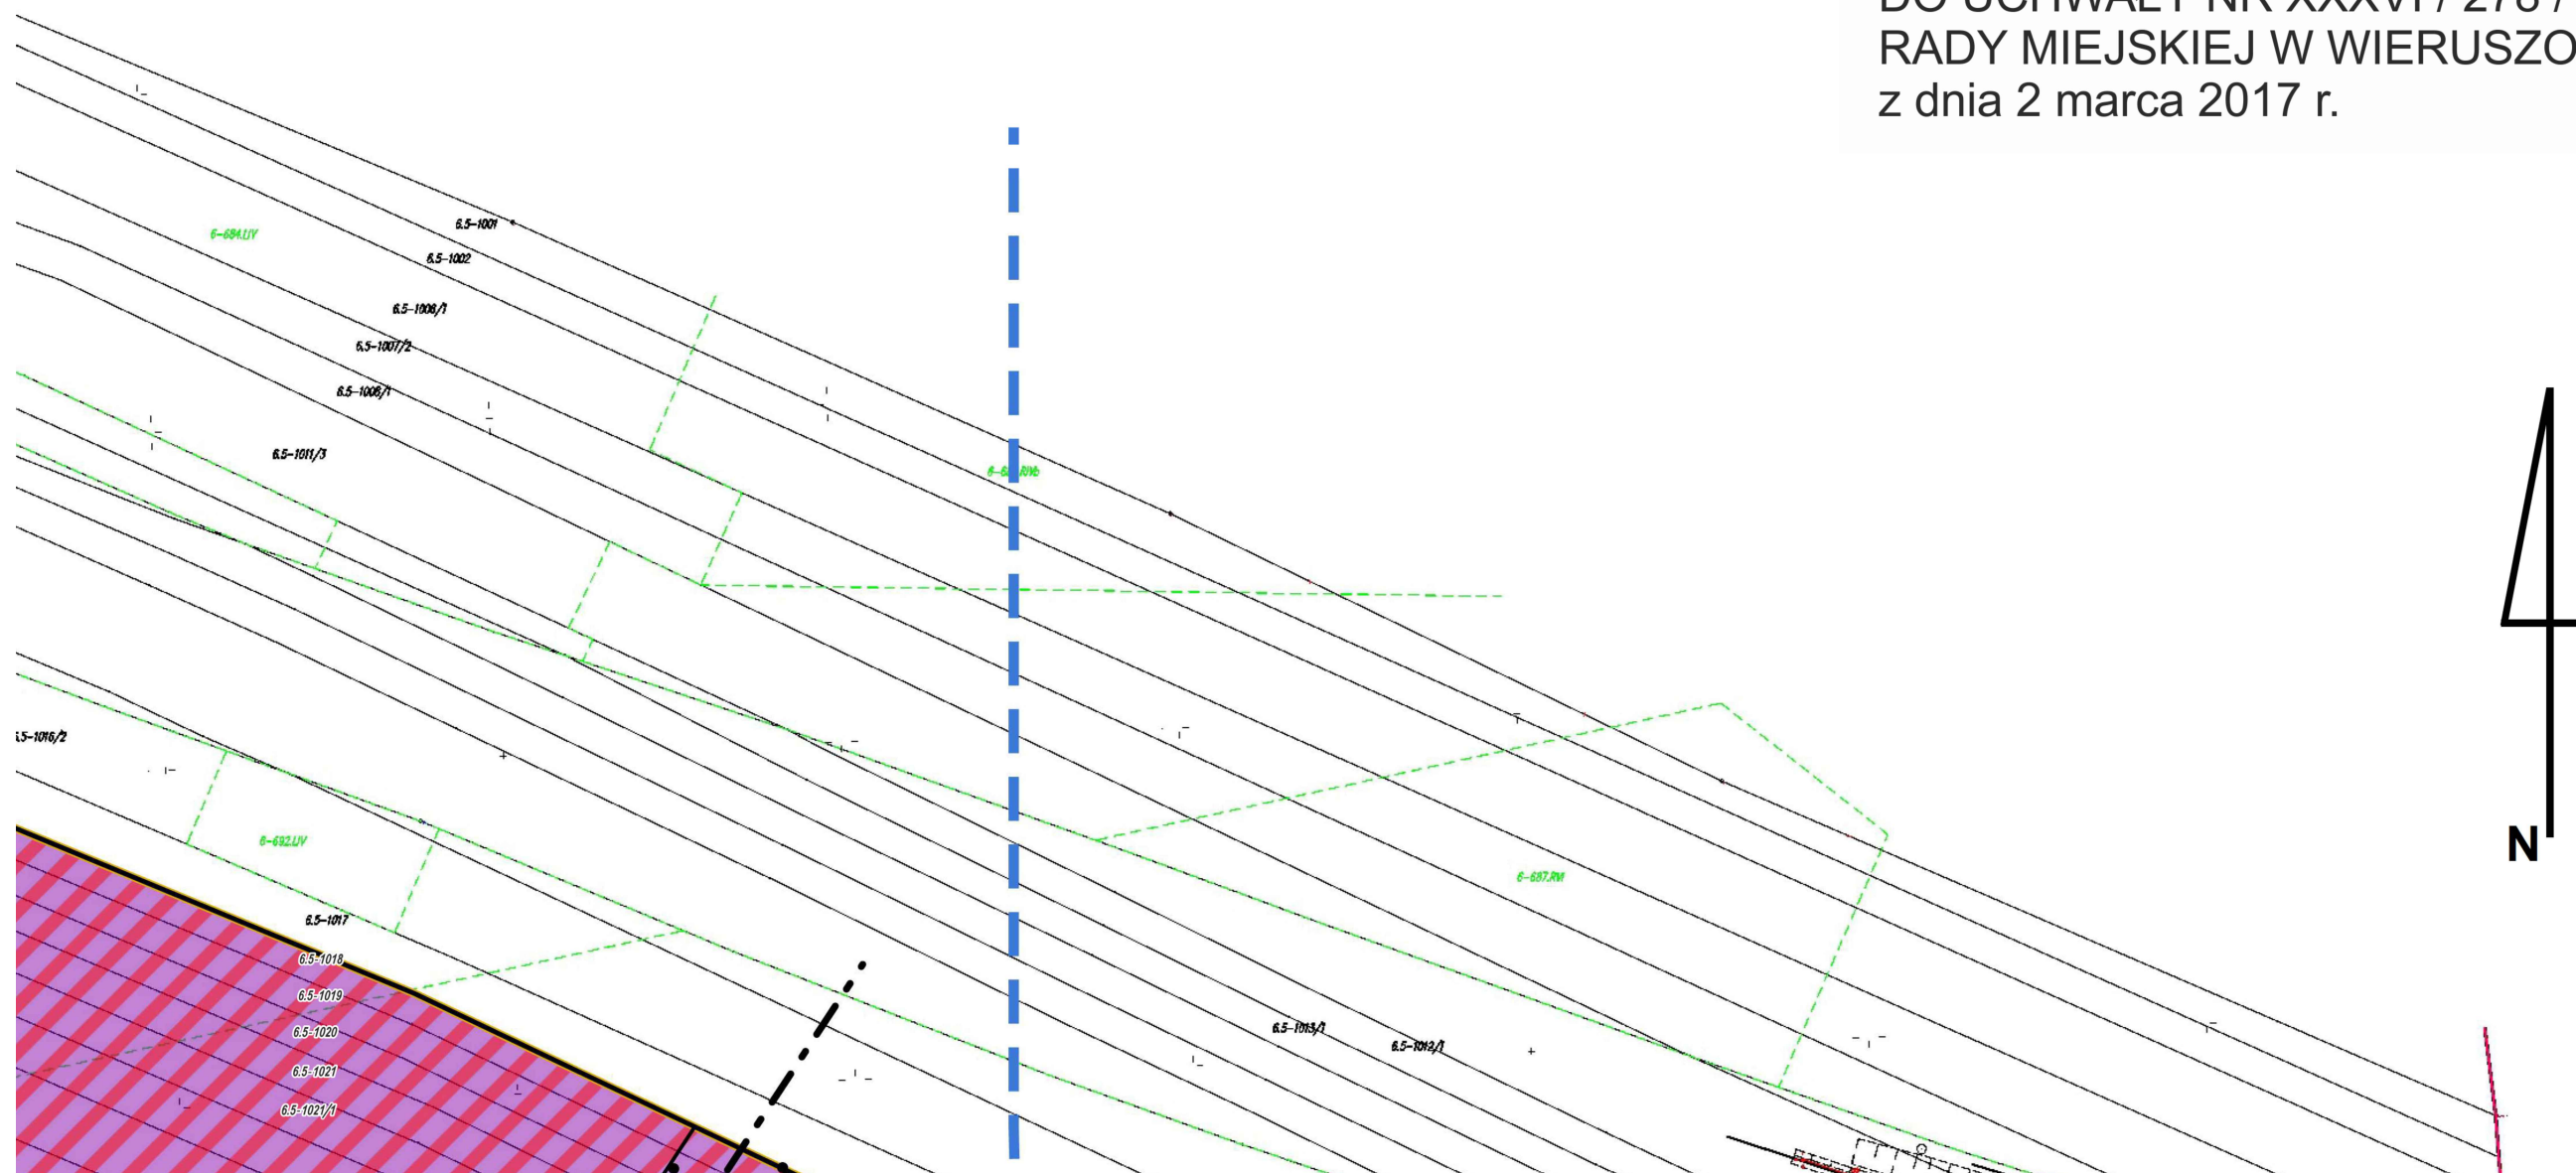 DO UCHWAŁY NR XXXVI / 278 /
RADY MIEJSKIEJ W WIERUSZO
z dnia 2 marca 2017 r.
6-684.ŁIV
6.5-1001
6.5-1002
6.5-1006/1
6.5-1007/2
6.5-1008/1
6.5-1011/3
6.5-1016/2
6-692.ŁIV
6-687.RVI
N
6.5-1017
6.5-1018
6.5-1019
6.5-1020
6.5-1021
6.5-1021/1
6.5-1013/1
6.5-1012/1